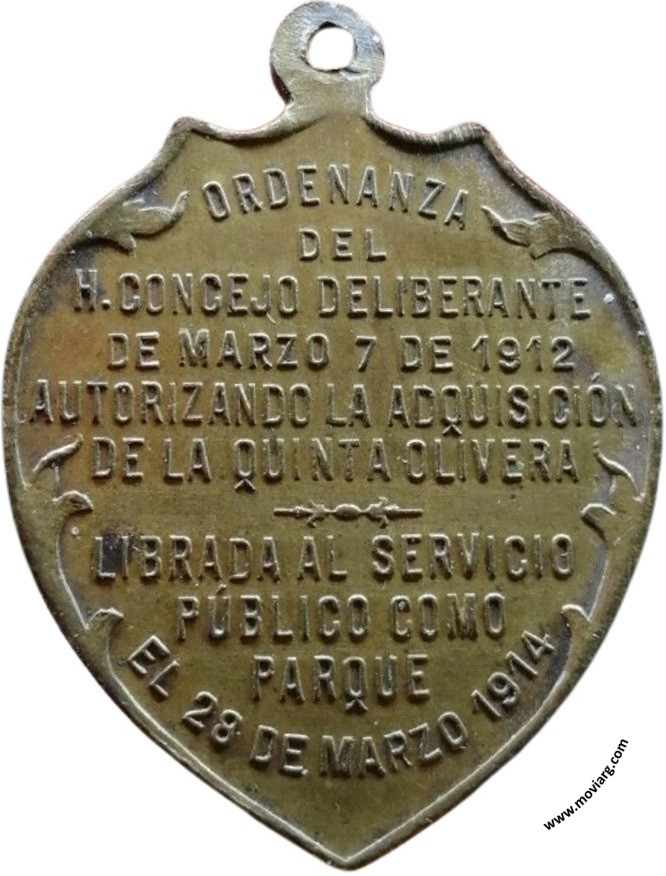 ORDENANZA
DEL
H. CONCEJO DELIBERANTE
DE MARZO 7 DE 1912
AUTORIZANDO LA ADQUISICIÓN
DE LA QUINTA OLIVERA
LIBRADA AL SERVICIO
PÚBLICO COMO
PARQUE
EL 28 DE MARZO 1914
www.moviarg.com